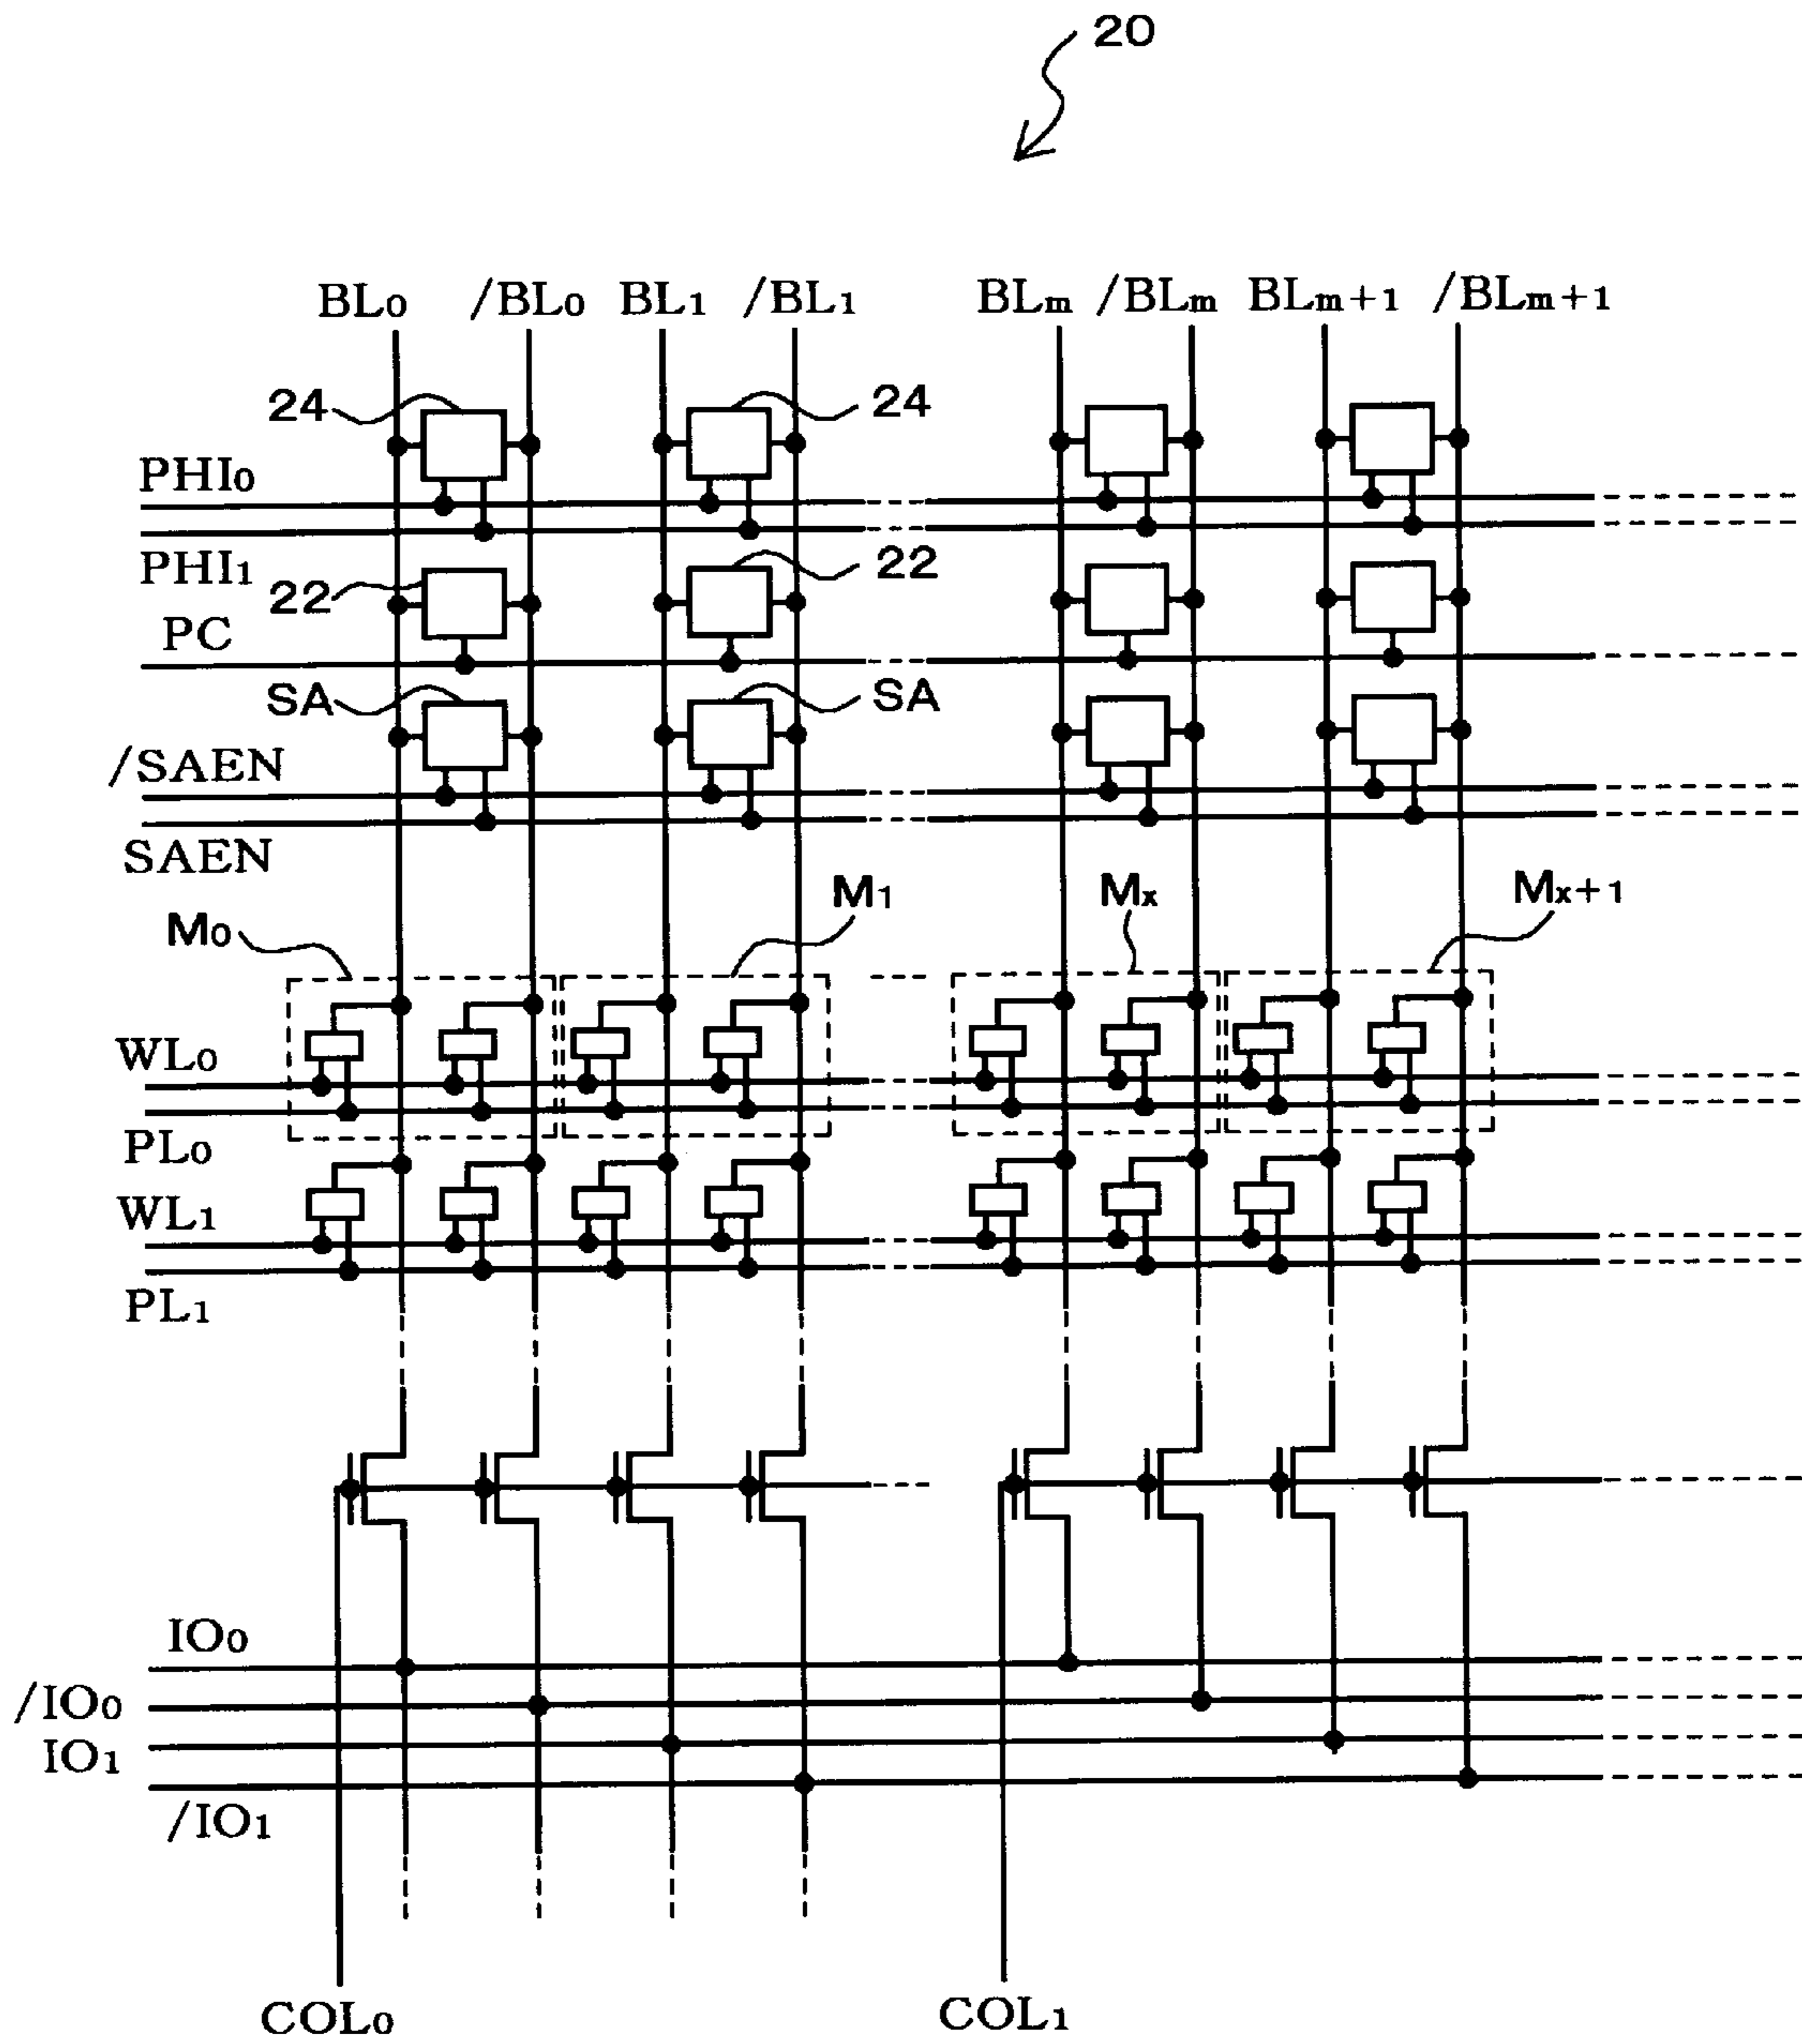 20
BL0 /BL0 BL1 /BL1 BLm /BLm BLm+1 /BLm+1
24 24
PHI0
PHI1
22 22
PC
SA SA
/SAEN
SAEN
M0 M1 Mx Mx+1
WL0
PL0
WL1
PL1
IO0
/IO0
IO1
/IO1
COL0 COL1